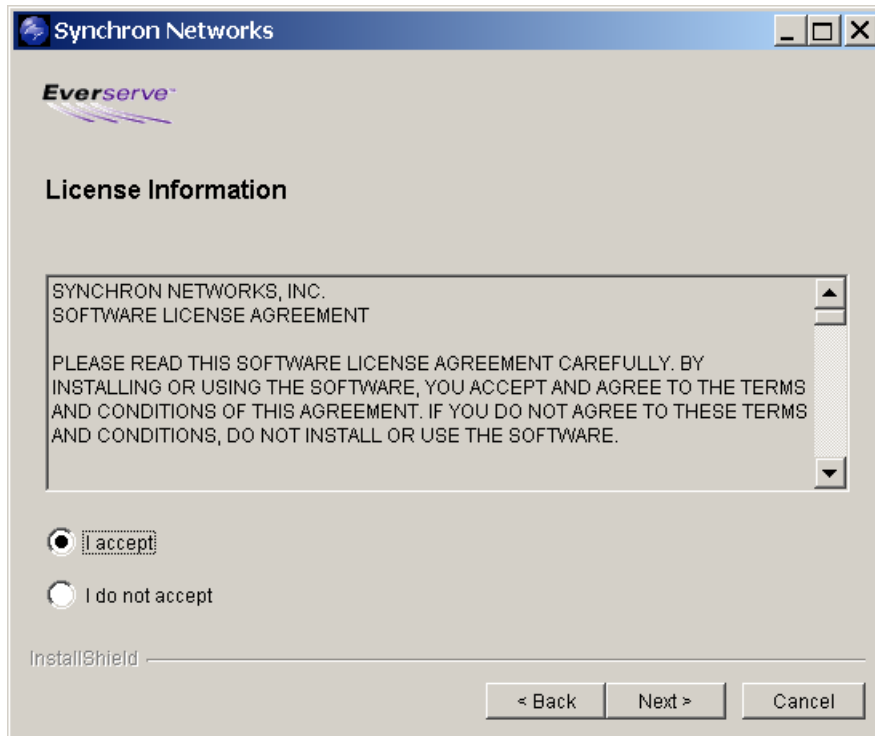 Synchron Networks
Everserve™
License Information
SYNCHRON NETWORKS, INC.
SOFTWARE LICENSE AGREEMENT
PLEASE READ THIS SOFTWARE LICENSE AGREEMENT CAREFULLY. BY
INSTALLING OR USING THE SOFTWARE, YOU ACCEPT AND AGREE TO THE TERMS
AND CONDITIONS OF THIS AGREEMENT. IF YOU DO NOT AGREE TO THESE TERMS
AND CONDITIONS, DO NOT INSTALL OR USE THE SOFTWARE.
I accept
I do not accept
InstallShield
< Back Next > Cancel